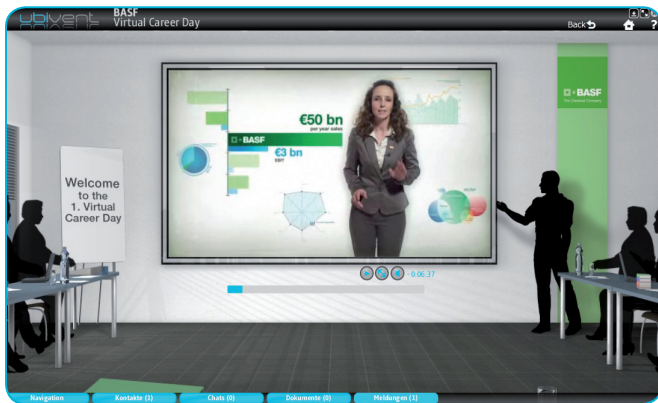 ubivent
BASF
Virtual Career Day
Back
?
€50 bn
per year sales
BASF
€3 bn
EBIT
BASF
The Chemical Company
Welcome
to the
1. Virtual
Career Day
- 0:06:37
Navigation
Kontakte (1)
Chats (0)
Dokumente (0)
Meldungen (1)